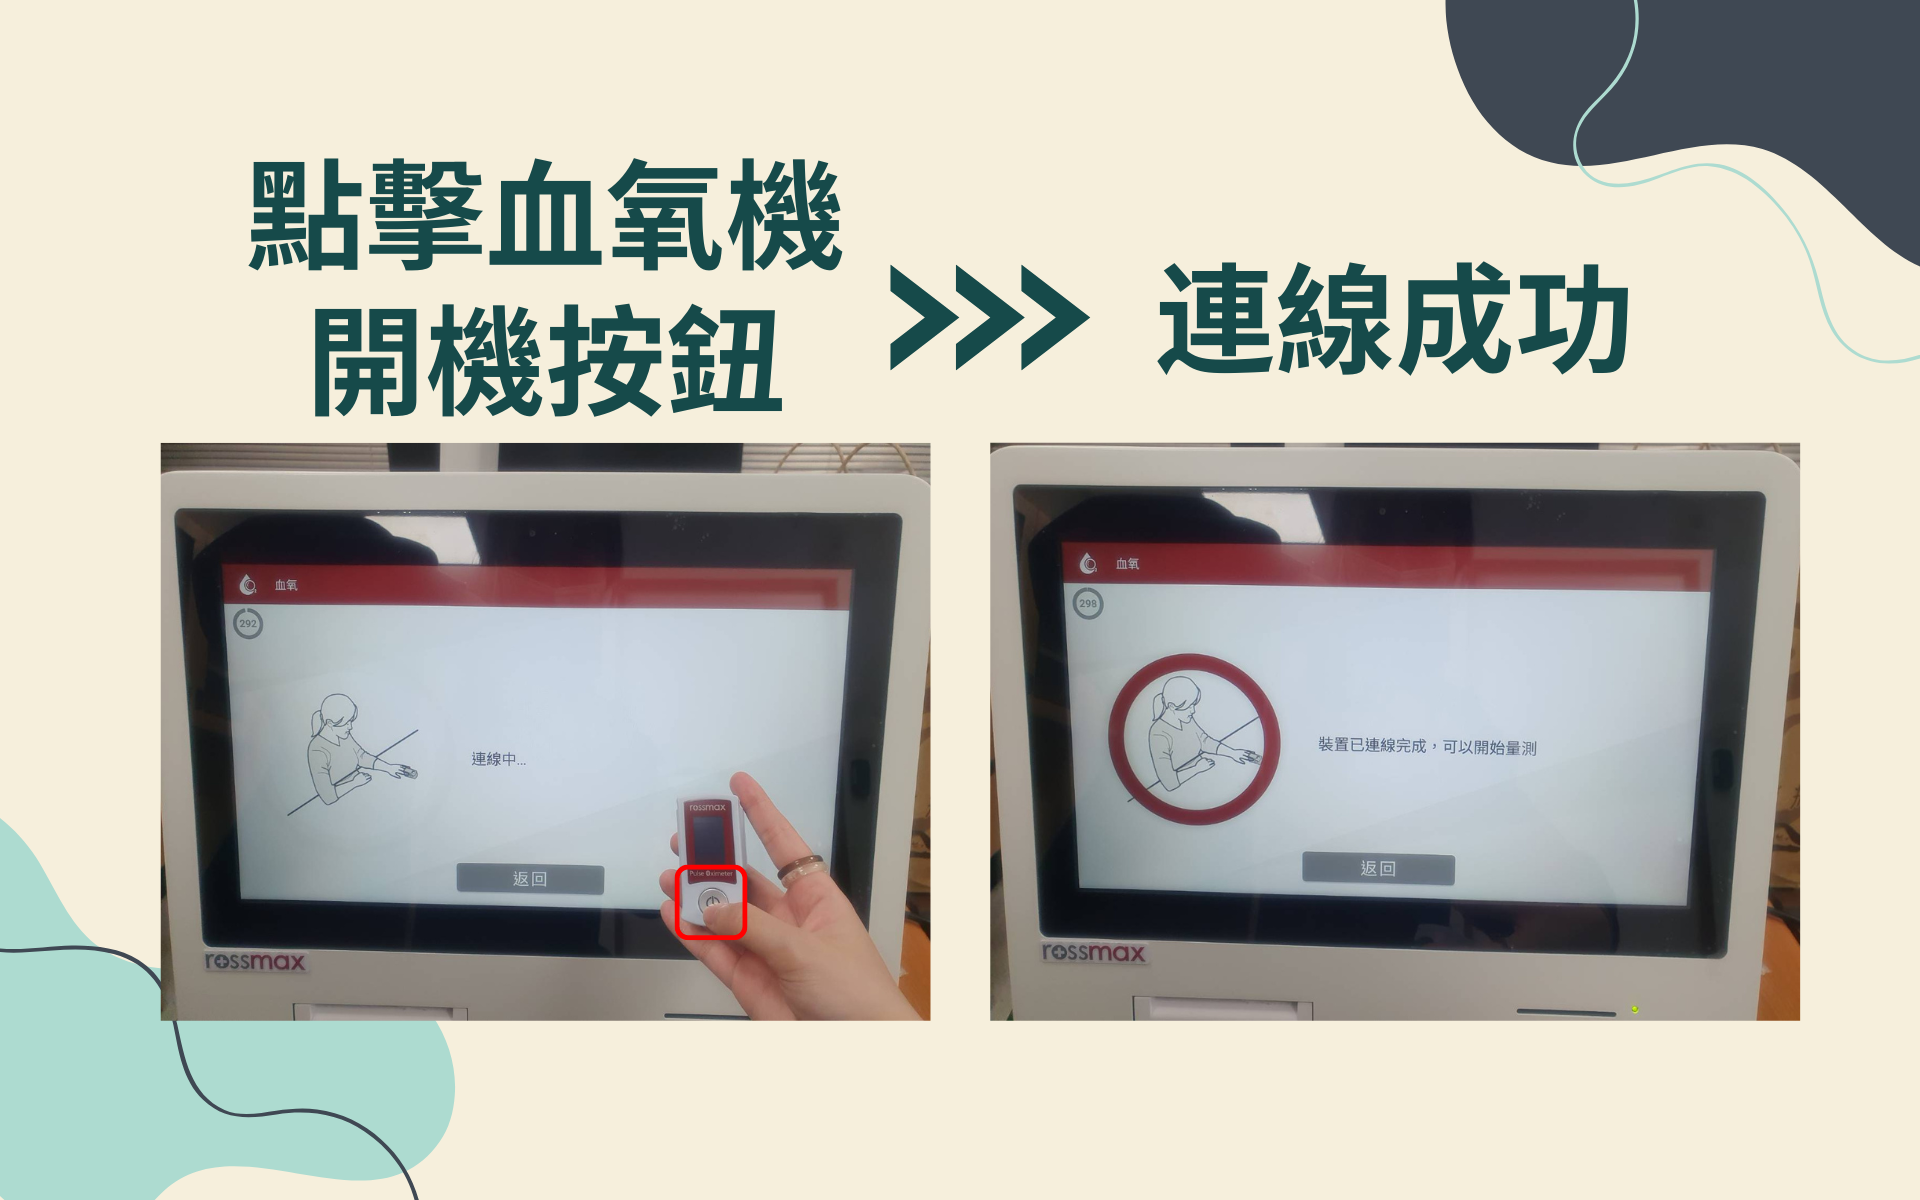 點擊血氧機
開機按鈕
連線成功
血氧
292
連線中...
返回
rossmax
Pulse Oximeter
rossmax
血氧
298
裝置已連線完成，可以開始量測
返回
rossmax